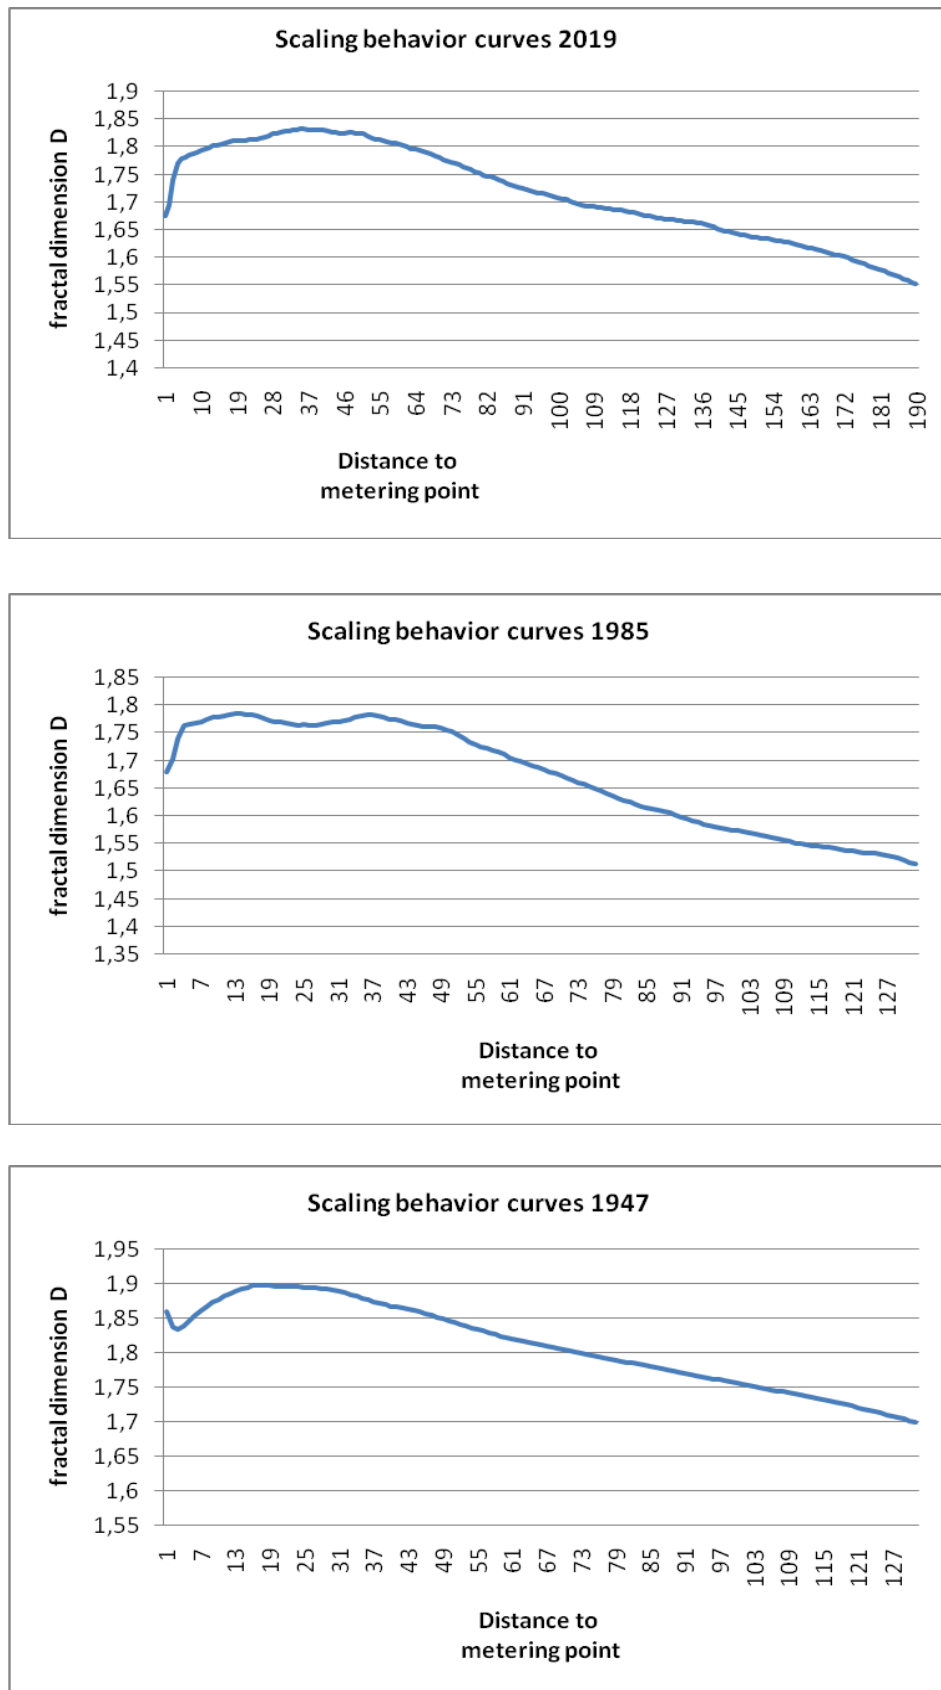 Scaling behavior curves 2019
fractal dimension D
1,9
1,85
1,8
1,75
1,7
1,65
1,6
1,55
1,5
1,45
1,4
1 10 19 28 37 46 55 64 73 82 91 100 109 118 127 136 145 154 163 172 181 190
Distance to
metering point
Scaling behavior curves 1985
fractal dimension D
1,85
1,8
1,75
1,7
1,65
1,6
1,55
1,5
1,45
1,4
1,35
1 7 13 19 25 31 37 43 49 55 61 67 73 79 85 91 97 103 109 115 121 127
Distance to
metering point
Scaling behavior curves 1947
fractal dimension D
1,95
1,9
1,85
1,8
1,75
1,7
1,65
1,6
1,55
1 7 13 19 25 31 37 43 49 55 61 67 73 79 85 91 97 103 109 115 121 127
Distance to
metering point